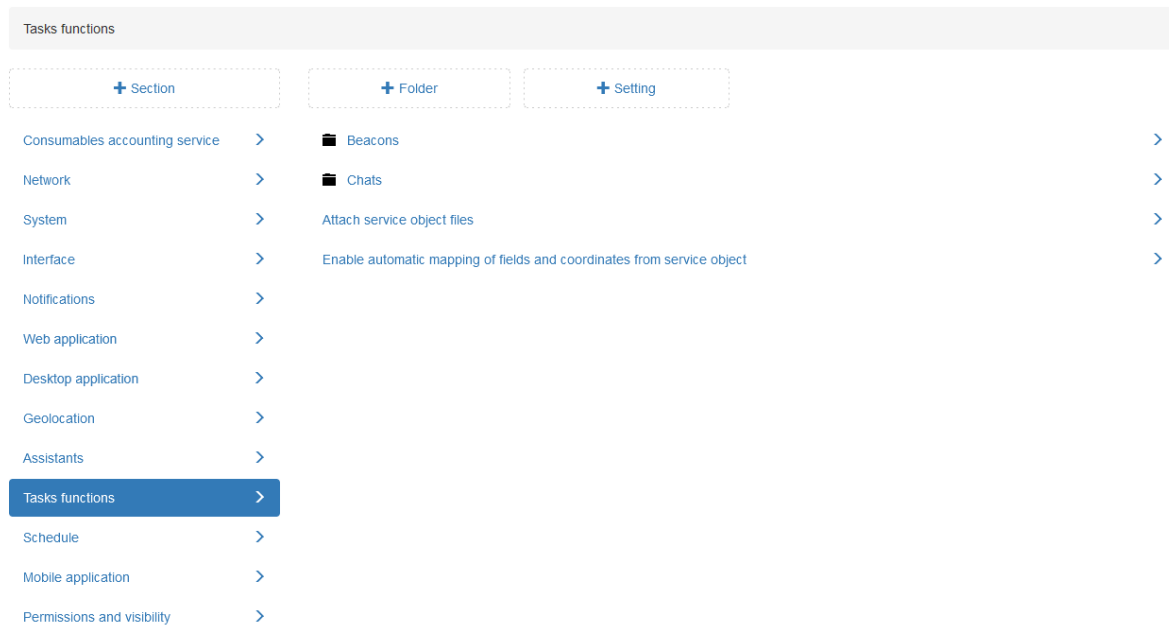 Tasks functions
Section
Folder
Setting
Consumables accounting service
Network
System
Interface
Notifications
Web application
Desktop application
Geolocation
Assistants
Tasks functions
Schedule
Mobile application
Permissions and visibility
Beacons
Chats
Attach service object files
Enable automatic mapping of fields and coordinates from service object